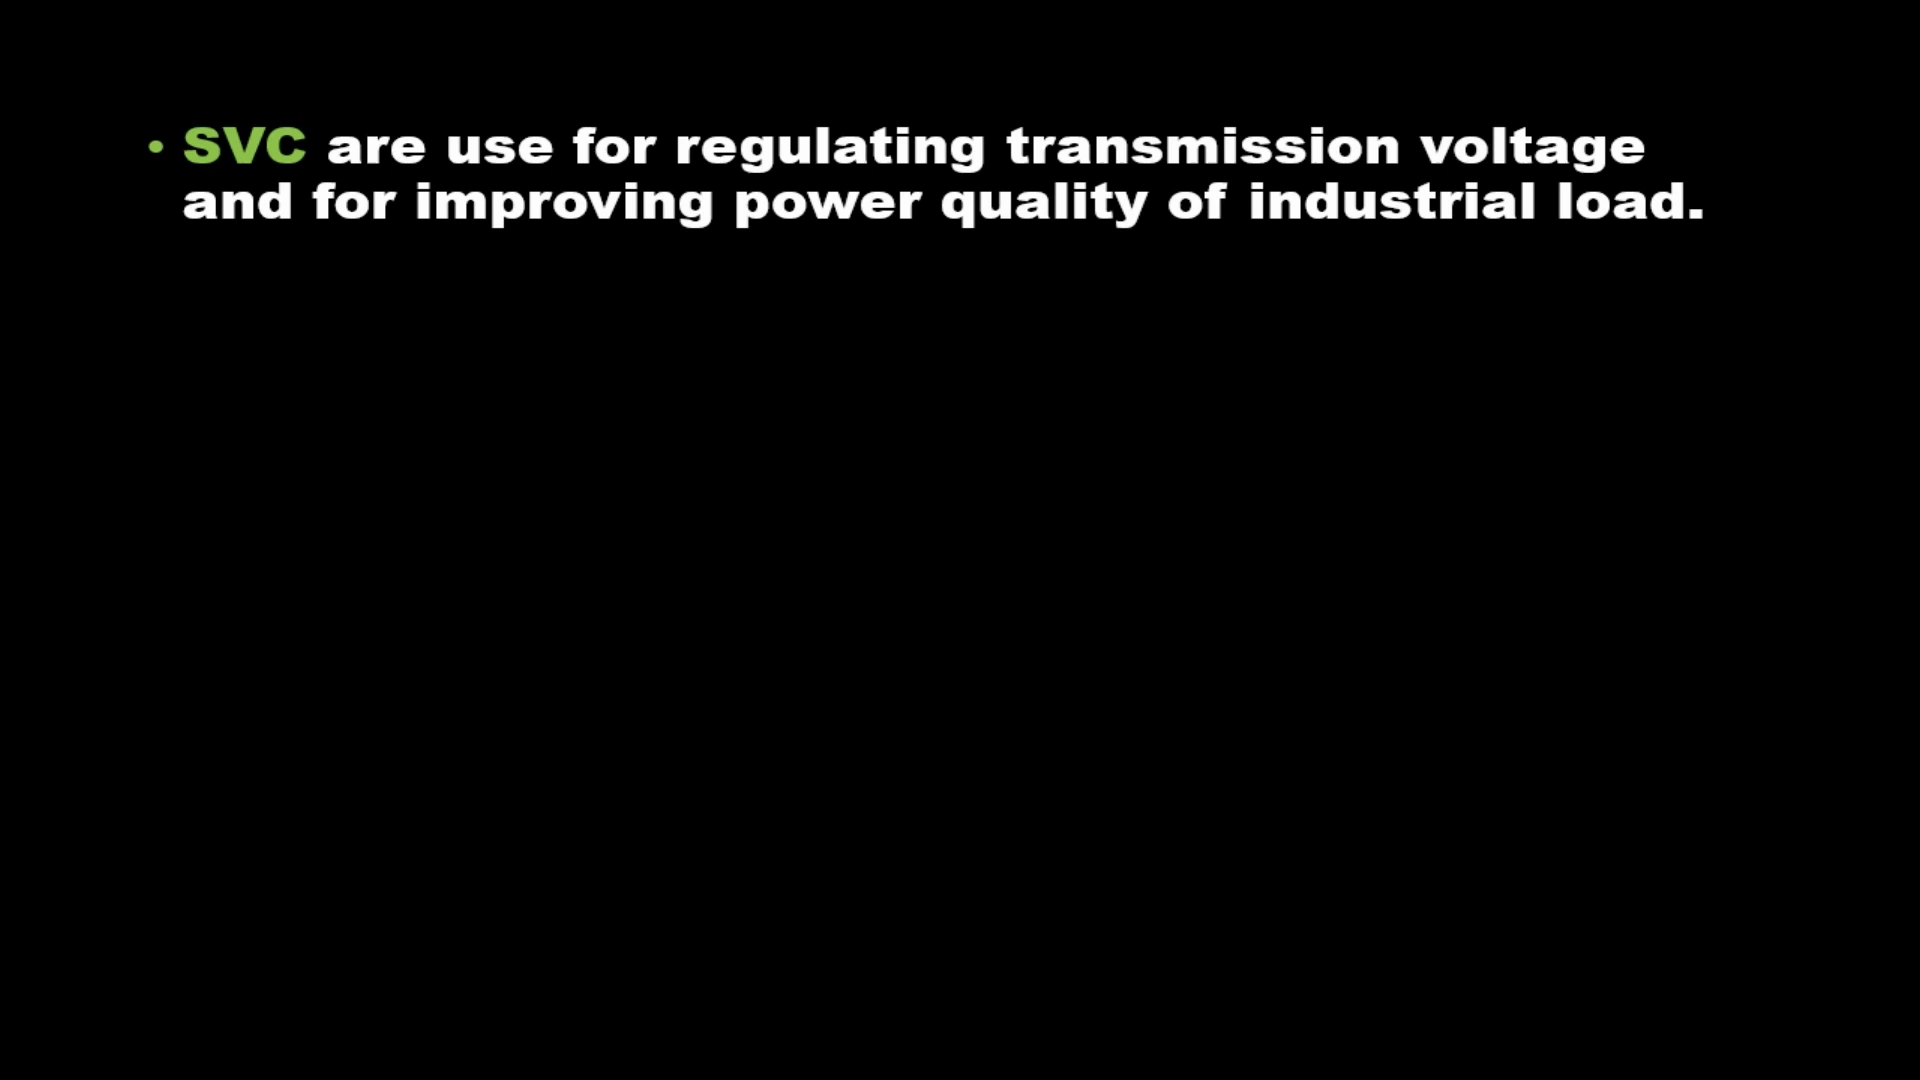 • SVC are use for regulating transmission voltage
and for improving power quality of industrial load.